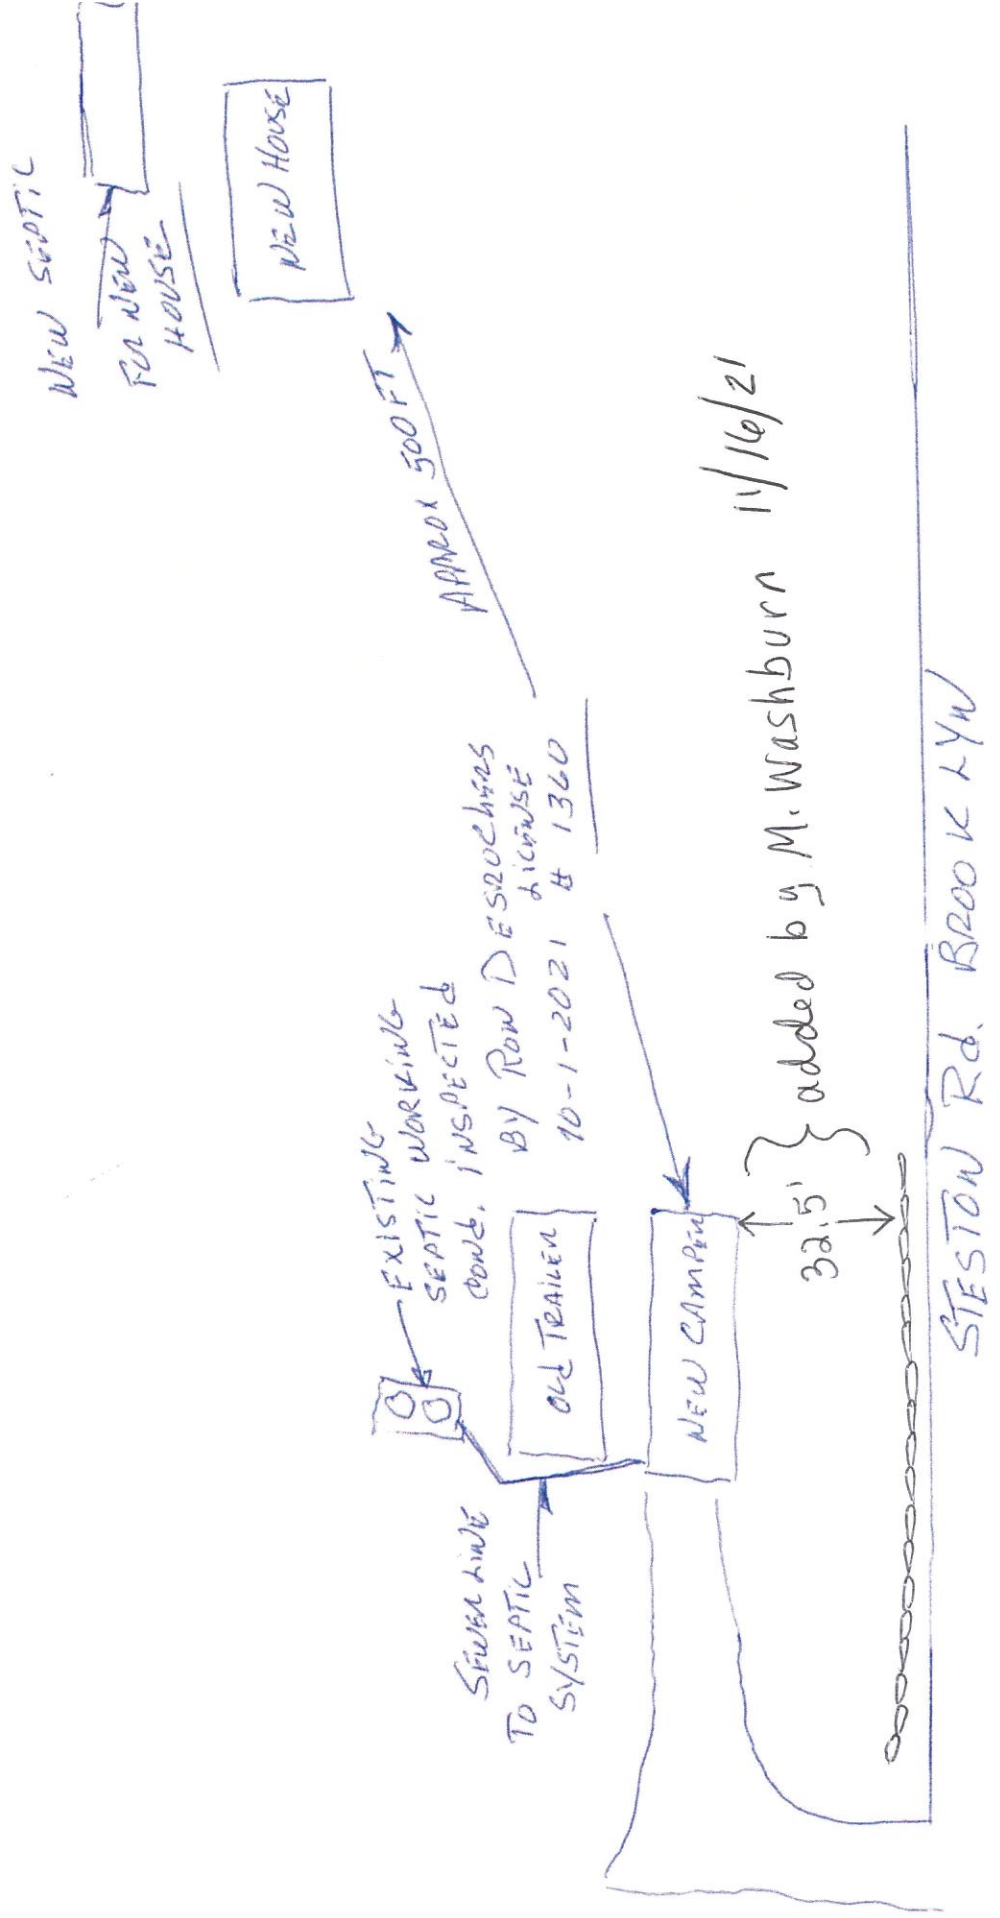 NEW SEPTIC
FOR NEW
HOUSE
NEW HOUSE
APPROX 500 FT
EXISTING
SEPTIC WORKING
COND. INSPECTED
BY RON DESROCHERS
LICENSE
10-1-2021 # 1360
SEWER LINE
TO SEPTIC
SYSTEM
OLD TRAILER
NEW CAMPER
32.5' } added by M. Washburn 11/16/21
STESTON Rd. BROOKLYN